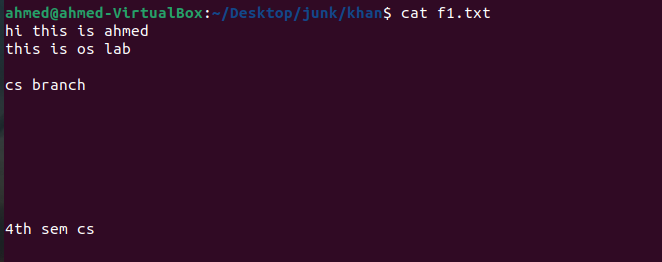 ahmed@ahmed-VirtualBox:~/Desktop/junk/khan$ cat f1.txt
hi this is ahmed
this is os lab
cs branch
4th sem cs